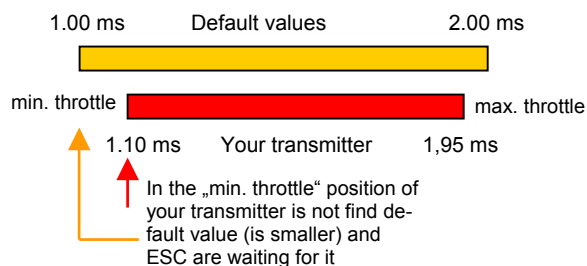 1.00 ms Default values 2.00 ms
min. throttle max. throttle
1.10 ms Your transmitter 1,95 ms
In the „min. throttle“ position of
your transmitter is not find de-
fault value (is smaller) and
ESC are waiting for it